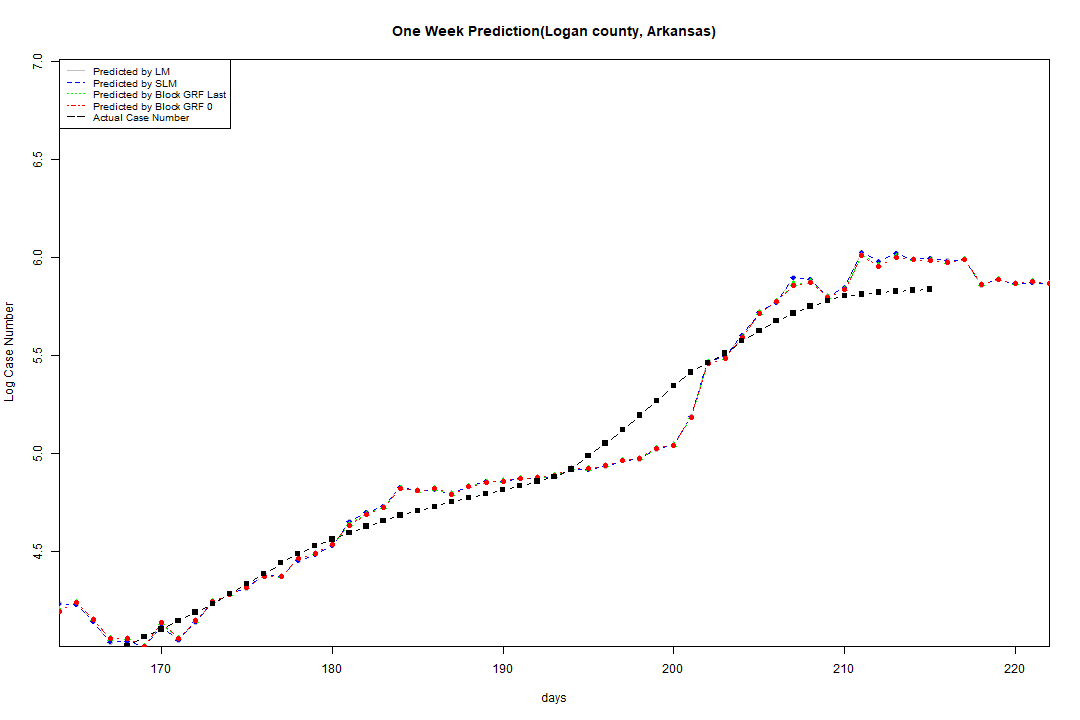 One Week Prediction(Logan county, Arkansas)
7.0
Predicted by LM
Predicted by SLM
Predicted by Block GRF Last
Predicted by Block GRF 0
Actual Case Number
6.5
6.0
5.5
5.0
4.5
Log Case Number
170 180 190 200 210 220
days